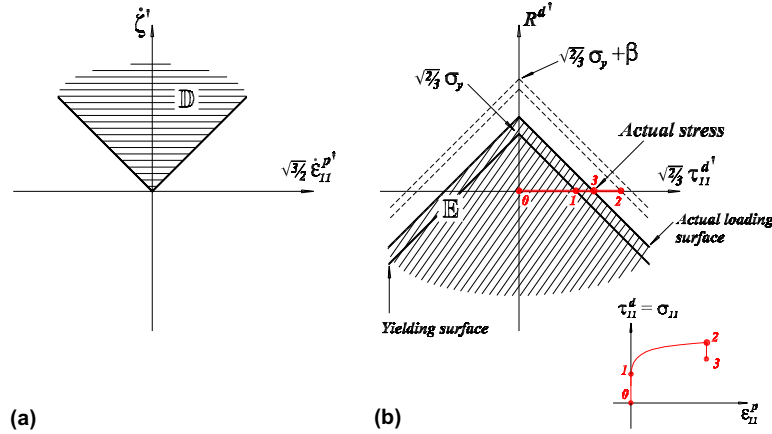 ζ̇†
𝔻
√3/2 ε̇₁₁ᵖ†
(a)
Rᵈ†
√2/3 σy + β
√2/3 σy
Actual stress
√2/3 τ₁₁ᵈ†
0
1
3
2
𝔼
Actual loading
surface
Yielding surface
(b)
τ₁₁ᵈ = σ₁₁
2
3
1
0
ε₁₁ᵖ